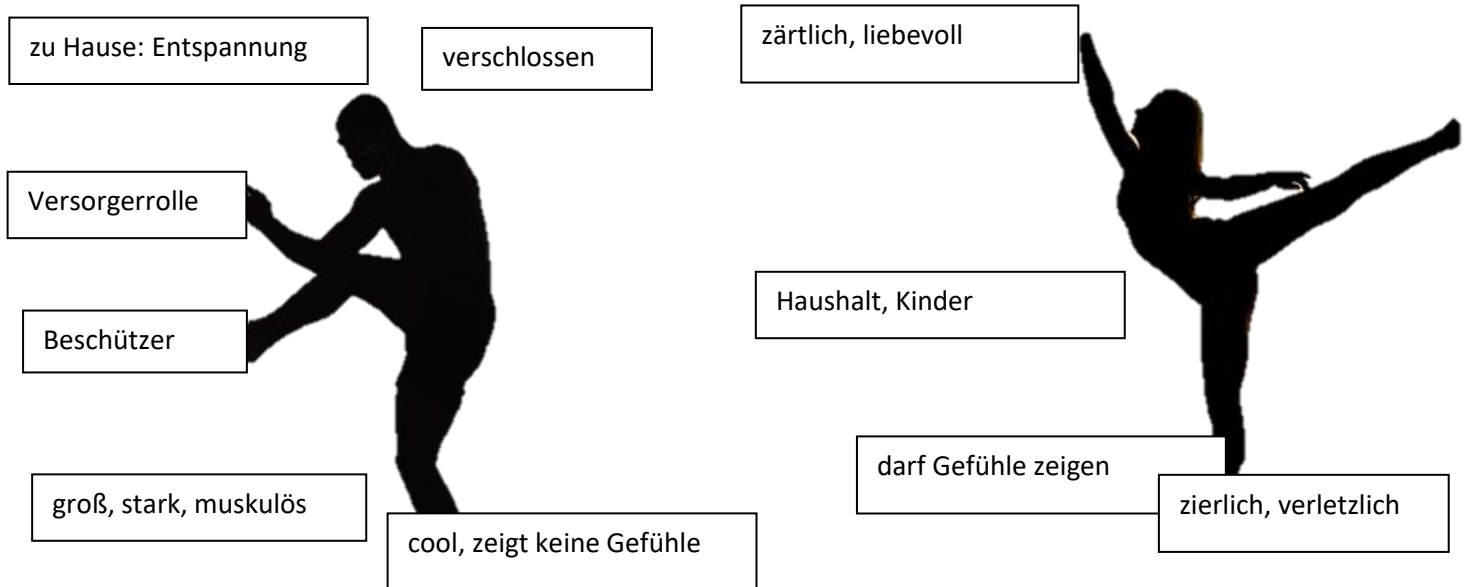 zu Hause: Entspannung
verschlossen
Versorgerrolle
Beschützer
groß, stark, muskulös
cool, zeigt keine Gefühle
zärtlich, liebevoll
Haushalt, Kinder
darf Gefühle zeigen
zierlich, verletzlich